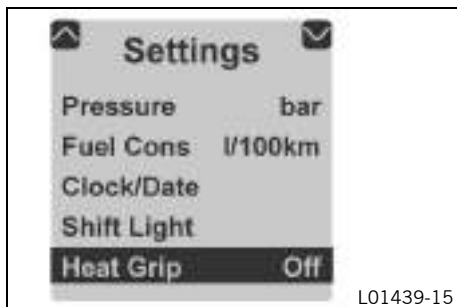 Settings
Pressure bar
Fuel Cons l/100km
Clock/Date
Shift Light
Heat Grip Off
L01439-15